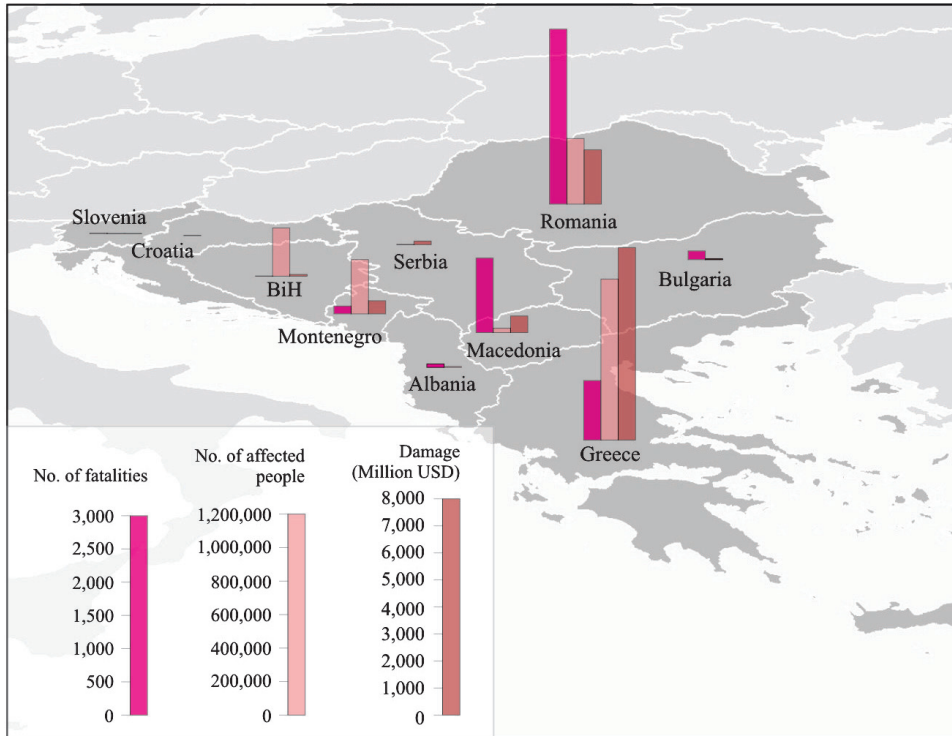 Slovenia
Croatia
BiH
Serbia
Montenegro
Romania
Bulgaria
Macedonia
Albania
Greece
No. of fatalities
3,000
2,500
2,000
1,500
1,000
500
0
No. of affected
people
1,200,000
1,000,000
800,000
600,000
400,000
200,000
0
Damage
(Million USD)
8,000
7,000
6,000
5,000
4,000
3,000
2,000
1,000
0